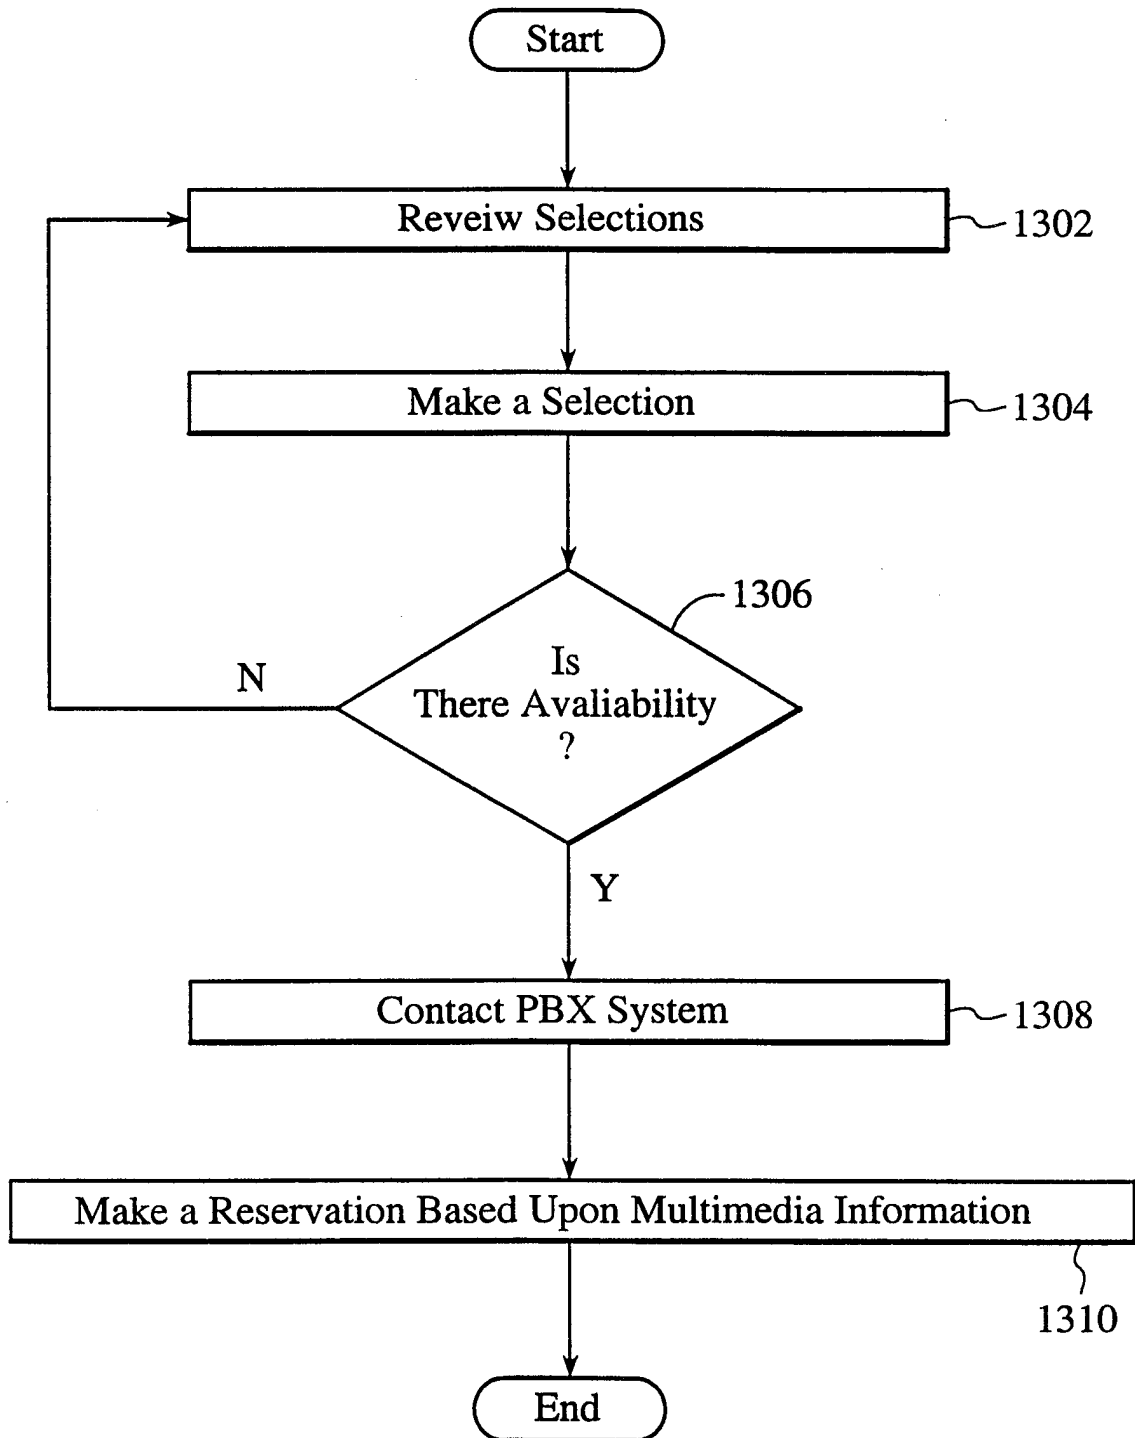 Start
Reveiw Selections
1302
Make a Selection
1304
1306
Is
There Avaliability
?
N
Y
Contact PBX System
1308
Make a Reservation Based Upon Multimedia Information
1310
End